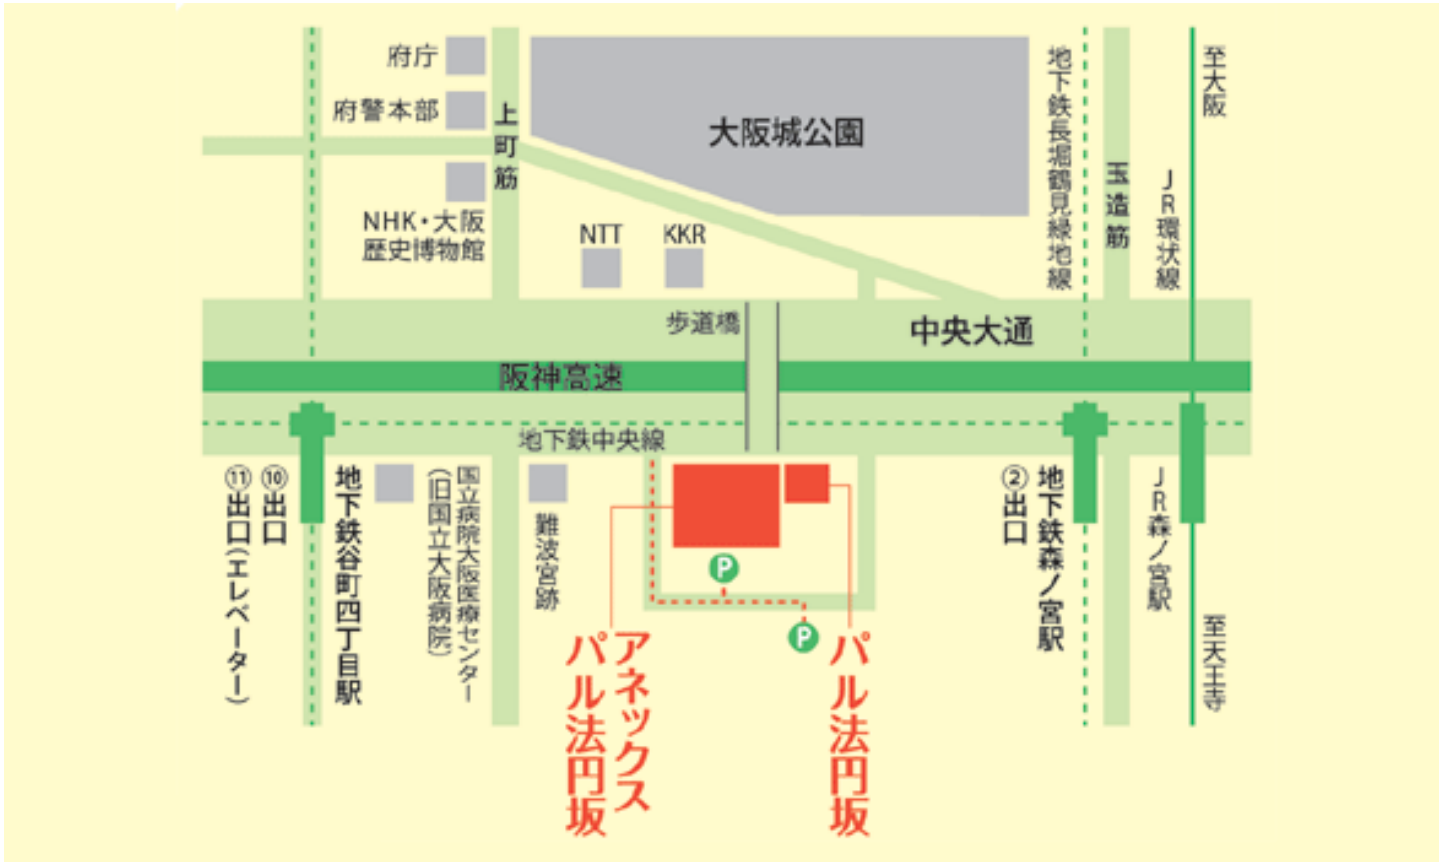 府庁
府警本部
上町筋
大阪城公園
地下鉄長堀鶴見緑地線
玉造筋
JR環状線
至大阪
NHK・大阪
歴史博物館
NTT
KKR
歩道橋
中央大通
阪神高速
地下鉄中央線
⑪出口(エレベーター)
⑩出口
地下鉄谷町四丁目駅
国立病院大阪医療センター
(旧国立大阪病院)
難波宮跡
P
P
アネックス
パル法円坂
パル法円坂
②出口
地下鉄森ノ宮駅
JR森ノ宮駅
至天王寺